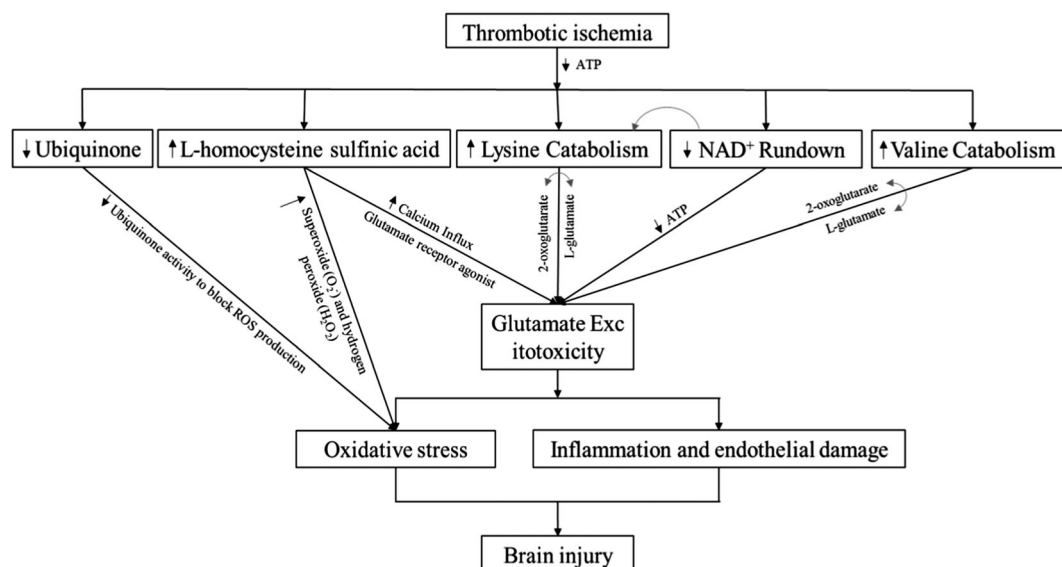 Thrombotic ischemia
↓ ATP
↓ Ubiquinone
↑ L-homocysteine sulfinic acid
↑ Lysine Catabolism
↓ NAD⁺ Rundown
↑ Valine Catabolism
↓ Ubiquinone activity to block ROS production
Superoxide (O₂⁻) and hydrogen
peroxide (H₂O₂)
↑ Calcium Influx
Glutamate receptor agonist
2-oxoglutarate
L-glutamate
↓ ATP
2-oxoglutarate
L-glutamate
Glutamate Exc
itotoxicity
Oxidative stress
Inflammation and endothelial damage
Brain injury